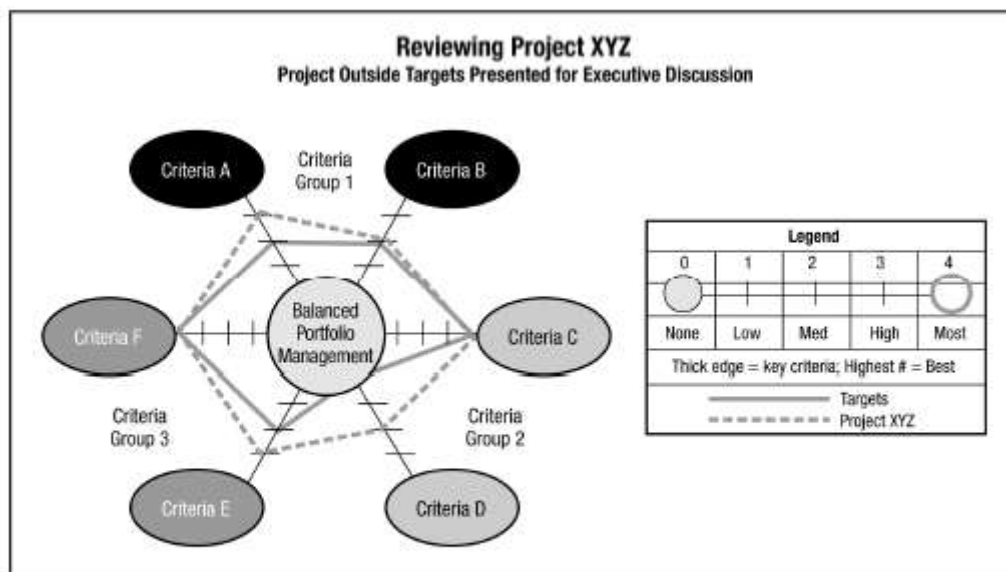 Reviewing Project XYZ
Project Outside Targets Presented for Executive Discussion
Criteria A
Criteria
Group 1
Criteria B
Criteria F
Balanced
Portfolio
Management
Criteria C
Criteria
Group 3
Criteria
Group 2
Criteria E
Criteria D
Legend
0 1 2 3 4
None Low Med High Most
Thick edge = key criteria; Highest # = Best
Targets
Project XYZ